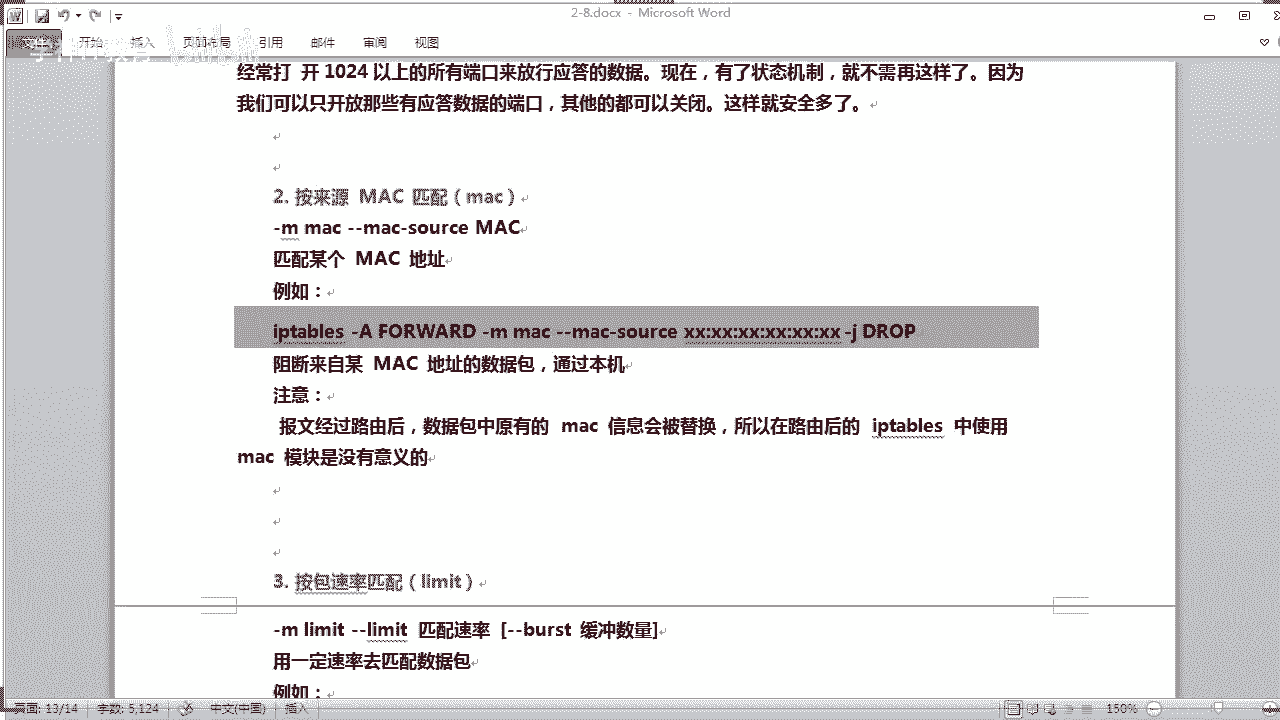 2-8.docx - Microsoft Word
开始 插入 页面布局 引用 邮件 审阅 视图
经常打 开 1024 以上的所有端口来放行应答的数据。现在，有了状态机制，就不需再这样了。因为
我们可以只开放那些有应答数据的端口，其他的都可以关闭。这样就安全多了。
2. 按来源 MAC 匹配（mac）
-m mac --mac-source MAC
匹配某个 MAC 地址
例如：
iptables -A FORWARD -m mac --mac-source xx:xx:xx:xx:xx:xx -j DROP
阻断来自某 MAC 地址的数据包，通过本机
注意：
报文经过路由后，数据包中原有的 mac 信息会被替换，所以在路由后的 iptables 中使用
mac 模块是没有意义的
3. 按包速率匹配（limit）
-m limit --limit 匹配速率 [--burst 缓冲数量]
用一定速率去匹配数据包
例如：
页面: 13/14 字数: 5,124 中文(中国) 插入 150%